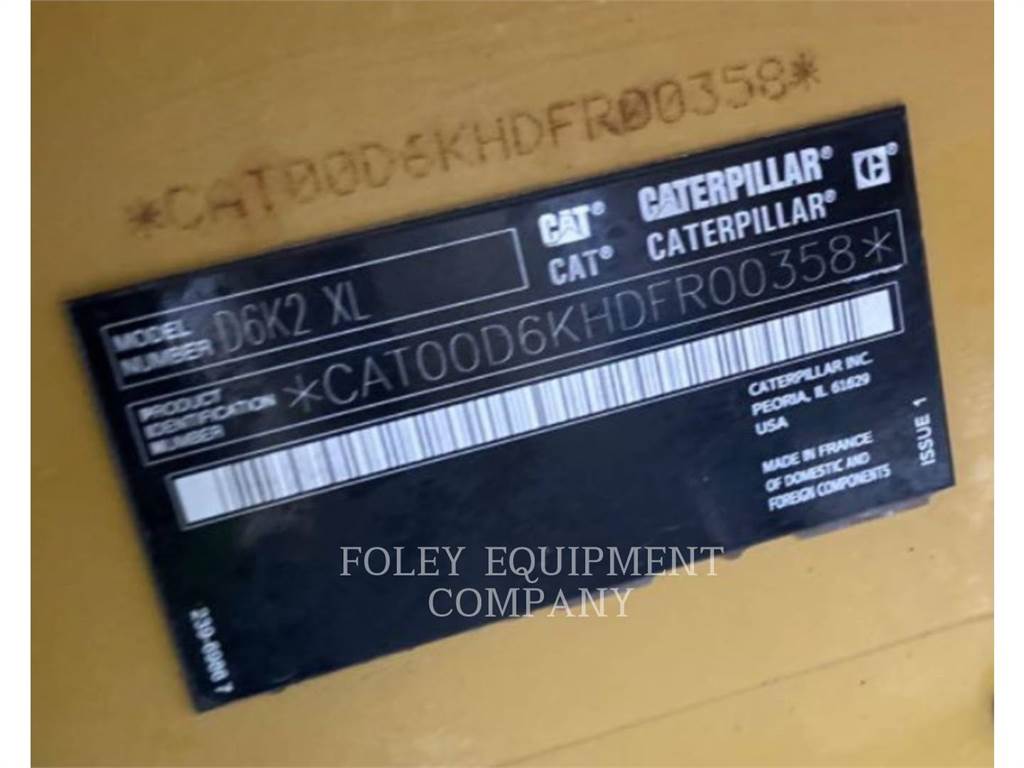 *CAT00D6KHDFR00358*
CAT® CATERPILLAR® C®
CAT® CATERPILLAR®
MODEL
NUMBER D6K2 XL
PRODUCT
IDENTIFICATION
NUMBER
*CAT00D6KHDFR00358*
CATERPILLAR INC.
PEORIA, IL 61629
USA
MADE IN FRANCE
OF DOMESTIC AND
FOREIGN COMPONENTS
ISSUE 1
FOLEY EQUIPMENT
COMPANY